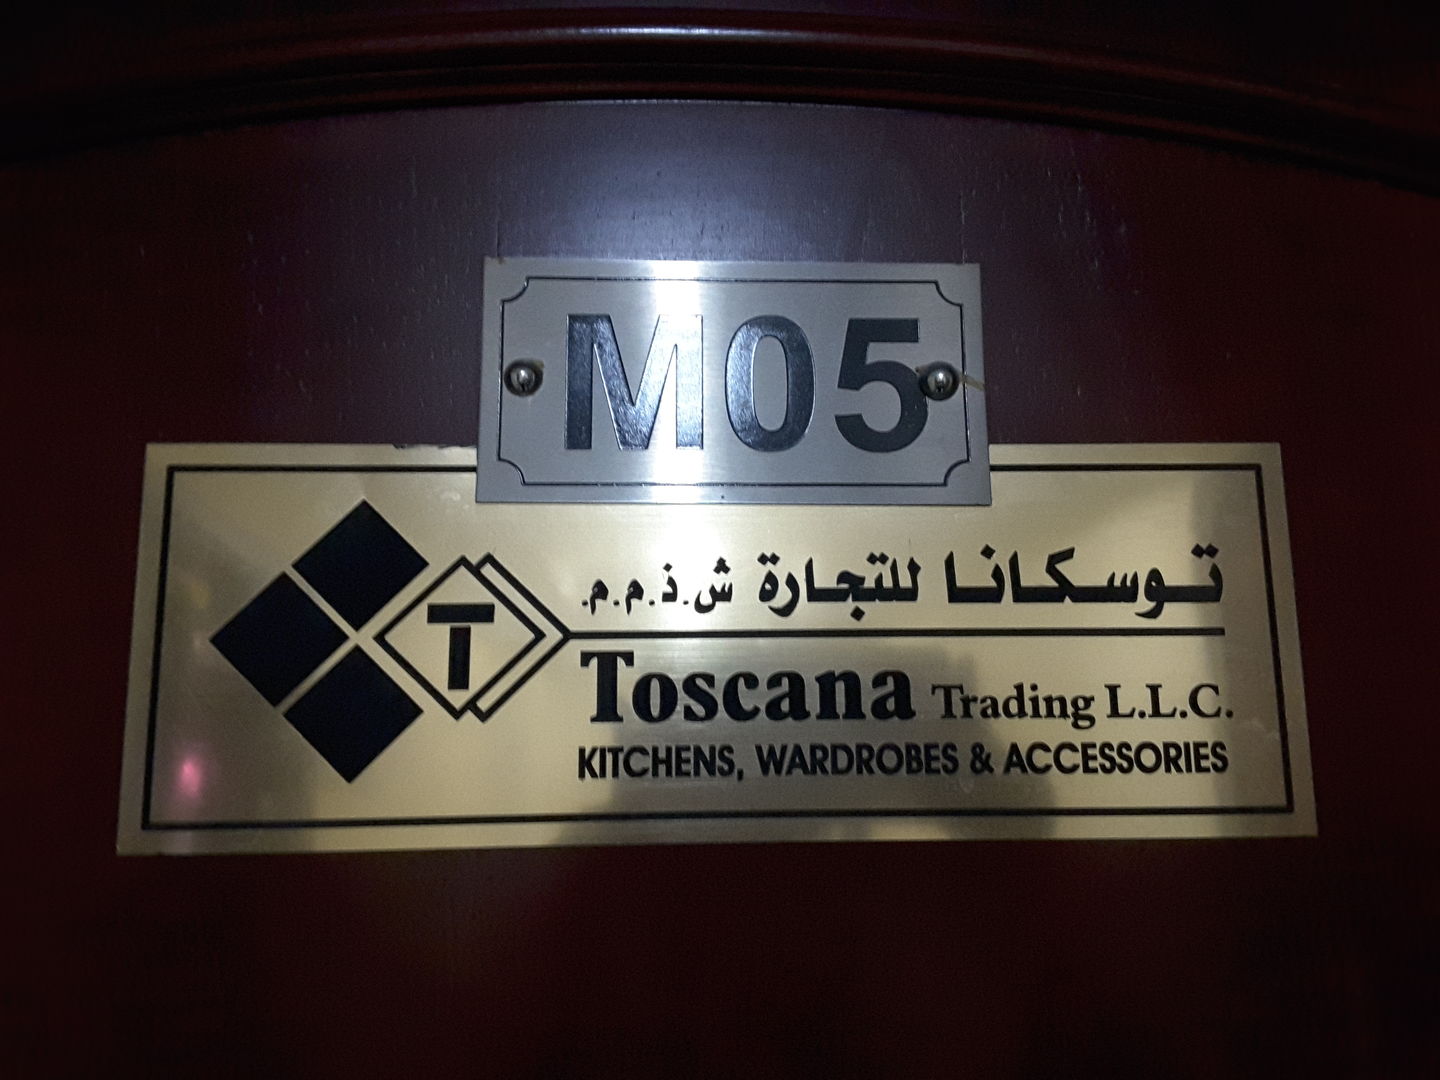 M05
توسكانا للتجارة ش.ذ.م.م.
T
Toscana Trading L.L.C.
KITCHENS, WARDROBES & ACCESSORIES